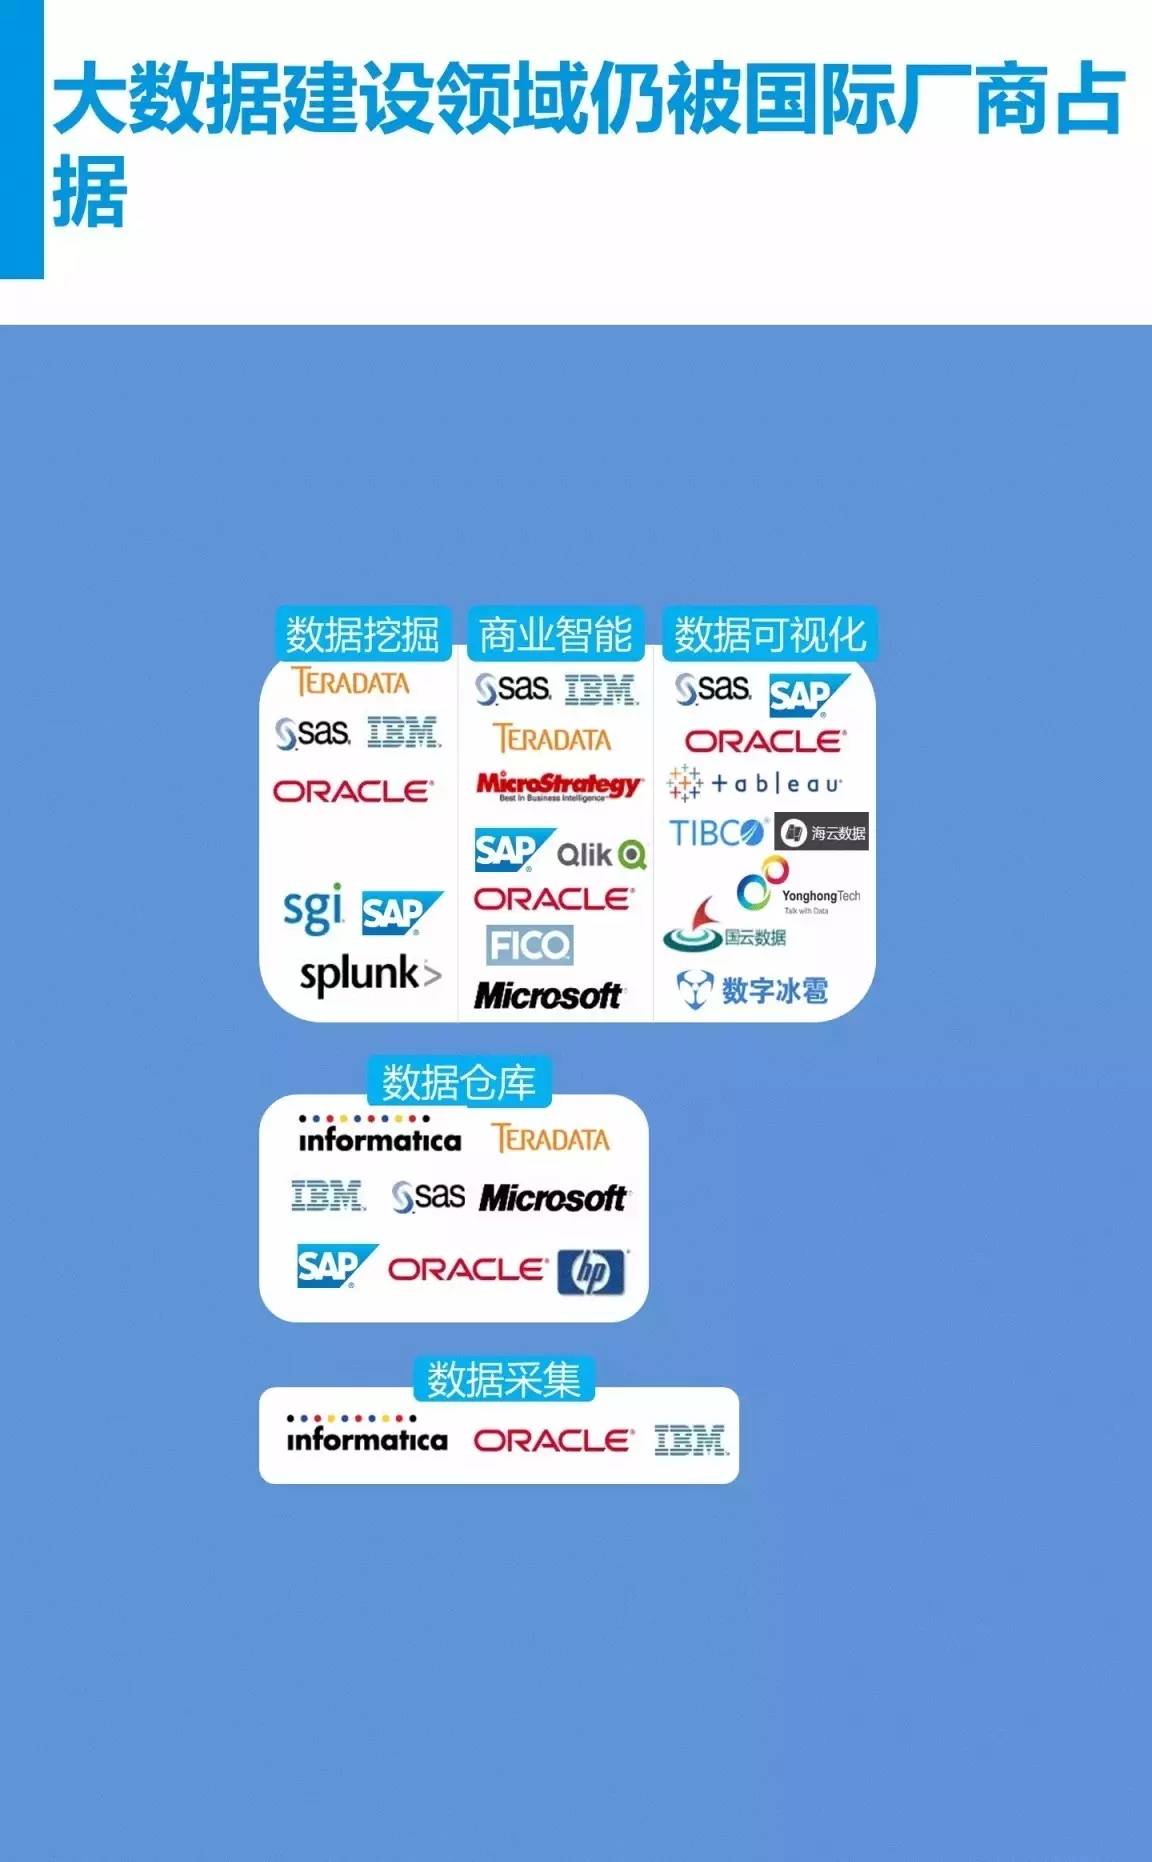 大数据建设领域仍被国际厂商占
据
数据挖掘
TERADATA
sas IBM
ORACLE
sgi SAP
splunk>
商业智能
sas IBM
TERADATA
MicroStrategy
Best In Business Intelligence
SAP Qlik
ORACLE
FICO
Microsoft
数据可视化
sas SAP
ORACLE
+ableau
TIBCO 海云数据
YonghongTech
Talk with Data
国云数据
数字冰雹
数据仓库
informatica TERADATA
IBM sas Microsoft
SAP ORACLE hp
数据采集
informatica ORACLE IBM